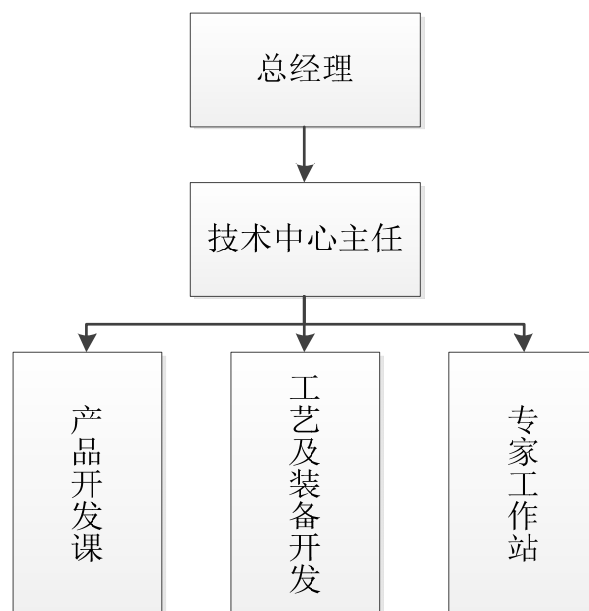 总经理
技术中心主任
产品开发课
工艺及装备开发
专家工作站